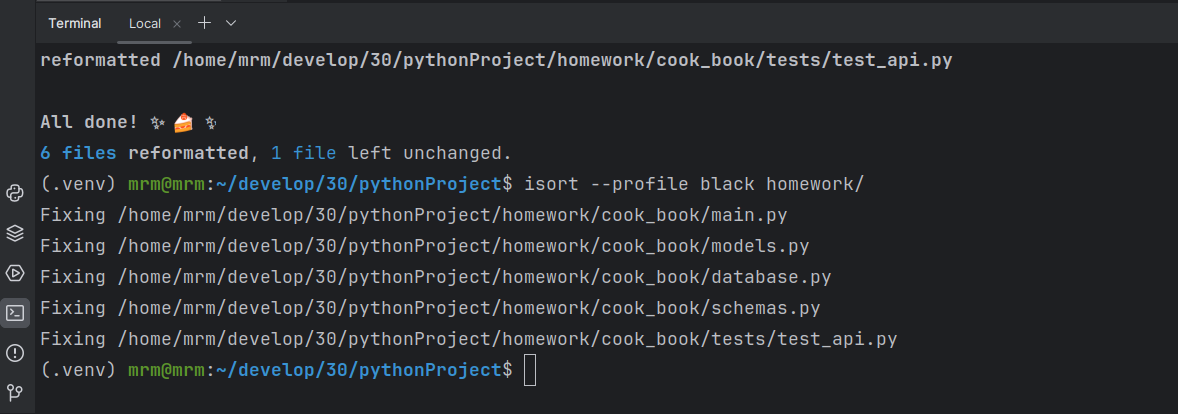 Terminal Local
reformatted /home/mrm/develop/30/pythonProject/homework/cook_book/tests/test_api.py
All done! ✨ 🍰 ✨
6 files reformatted, 1 file left unchanged.
(.venv) mrm@mrm:~/develop/30/pythonProject$ isort --profile black homework/
Fixing /home/mrm/develop/30/pythonProject/homework/cook_book/main.py
Fixing /home/mrm/develop/30/pythonProject/homework/cook_book/models.py
Fixing /home/mrm/develop/30/pythonProject/homework/cook_book/database.py
Fixing /home/mrm/develop/30/pythonProject/homework/cook_book/schemas.py
Fixing /home/mrm/develop/30/pythonProject/homework/cook_book/tests/test_api.py
(.venv) mrm@mrm:~/develop/30/pythonProject$